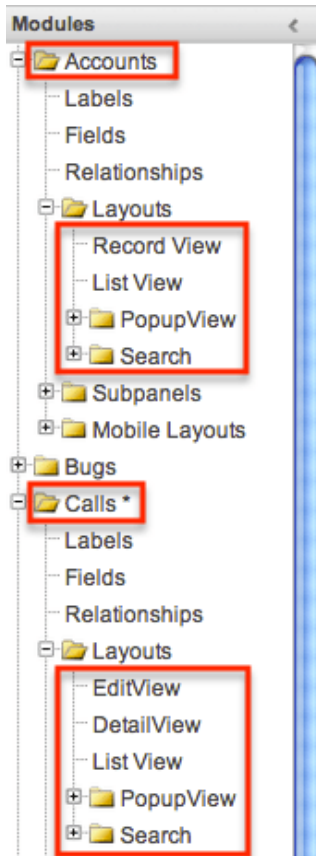 Modules
Accounts
Labels
Fields
Relationships
Layouts
Record View
List View
PopupView
Search
Subpanels
Mobile Layouts
Bugs
Calls *
Labels
Fields
Relationships
Layouts
EditView
DetailView
List View
PopupView
Search